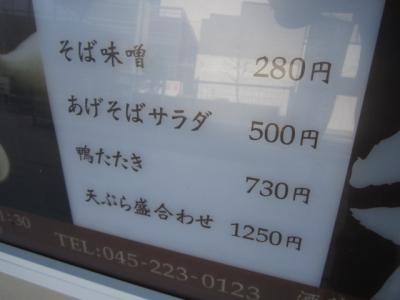 そば味噌 280円
あげそばサラダ 500円
鴨たたき 730円
天ぷら盛合わせ 1250円
:30
TEL:045-223-0123